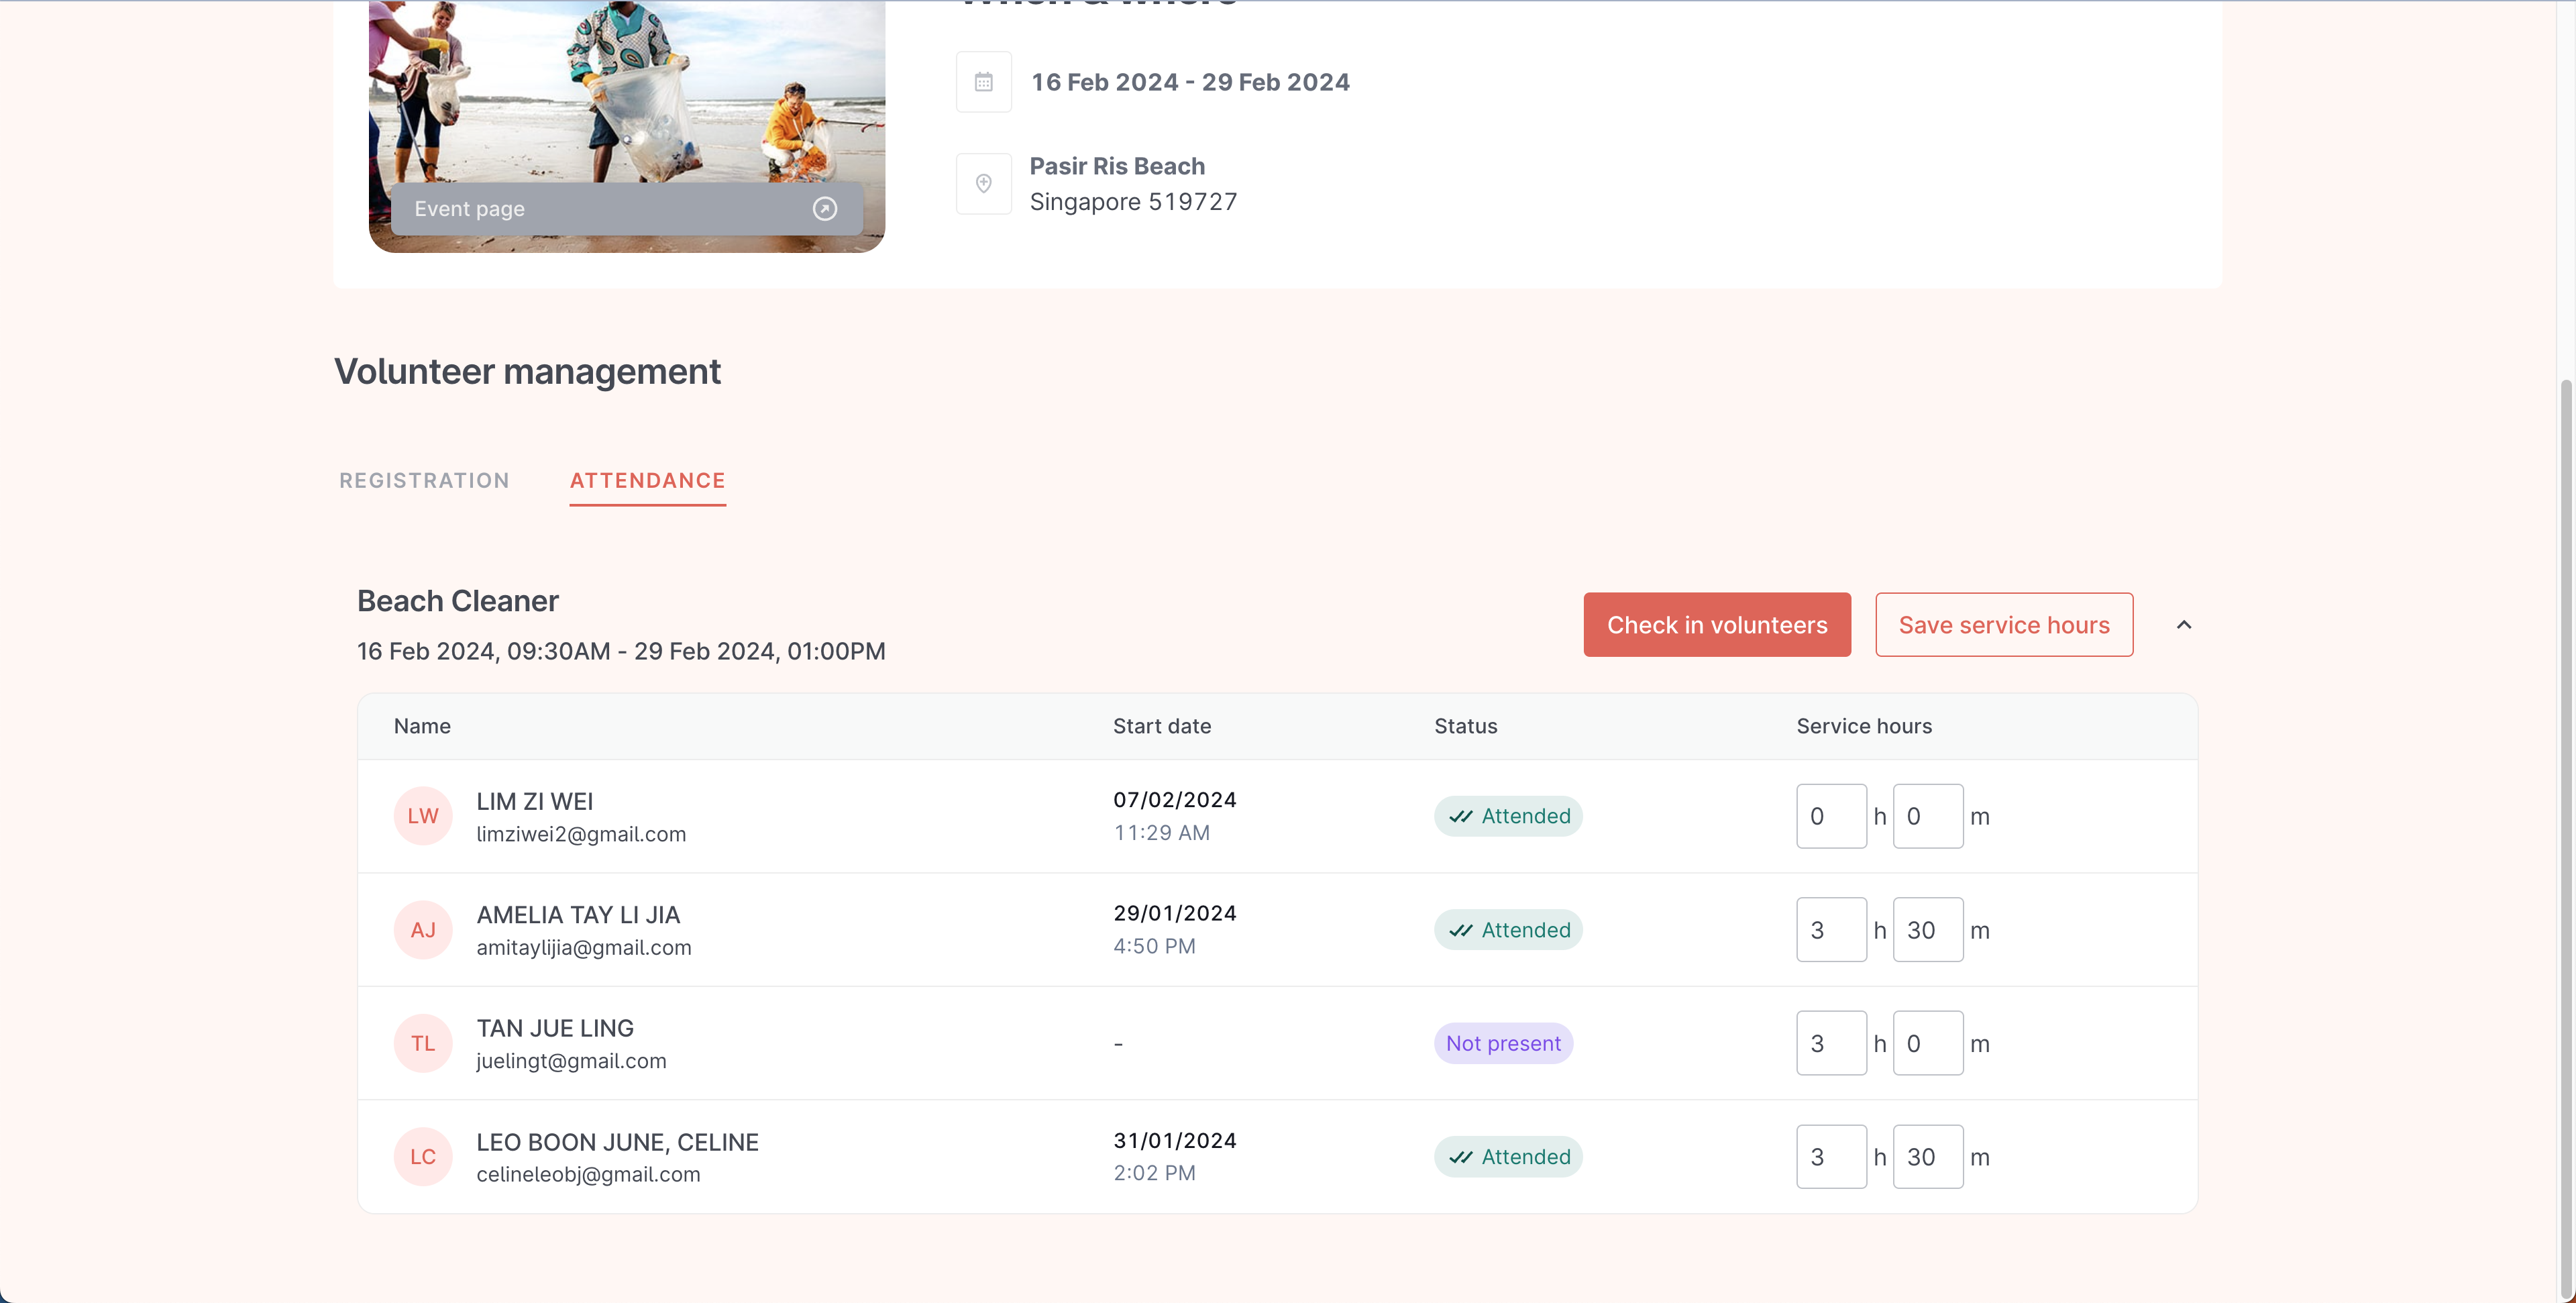 When & where
16 Feb 2024 - 29 Feb 2024
Pasir Ris Beach
Singapore 519727
Event page
Volunteer management
REGISTRATION ATTENDANCE
Beach Cleaner
16 Feb 2024, 09:30AM - 29 Feb 2024, 01:00PM
Check in volunteers Save service hours
Name Start date Status Service hours
LW LIM ZI WEI 07/02/2024 Attended 0 h 0 m
limziwei2@gmail.com 11:29 AM
AJ AMELIA TAY LI JIA 29/01/2024 Attended 3 h 30 m
amitaylijia@gmail.com 4:50 PM
TL TAN JUE LING - Not present 3 h 0 m
juelingt@gmail.com
LC LEO BOON JUNE, CELINE 31/01/2024 Attended 3 h 30 m
celineleobj@gmail.com 2:02 PM